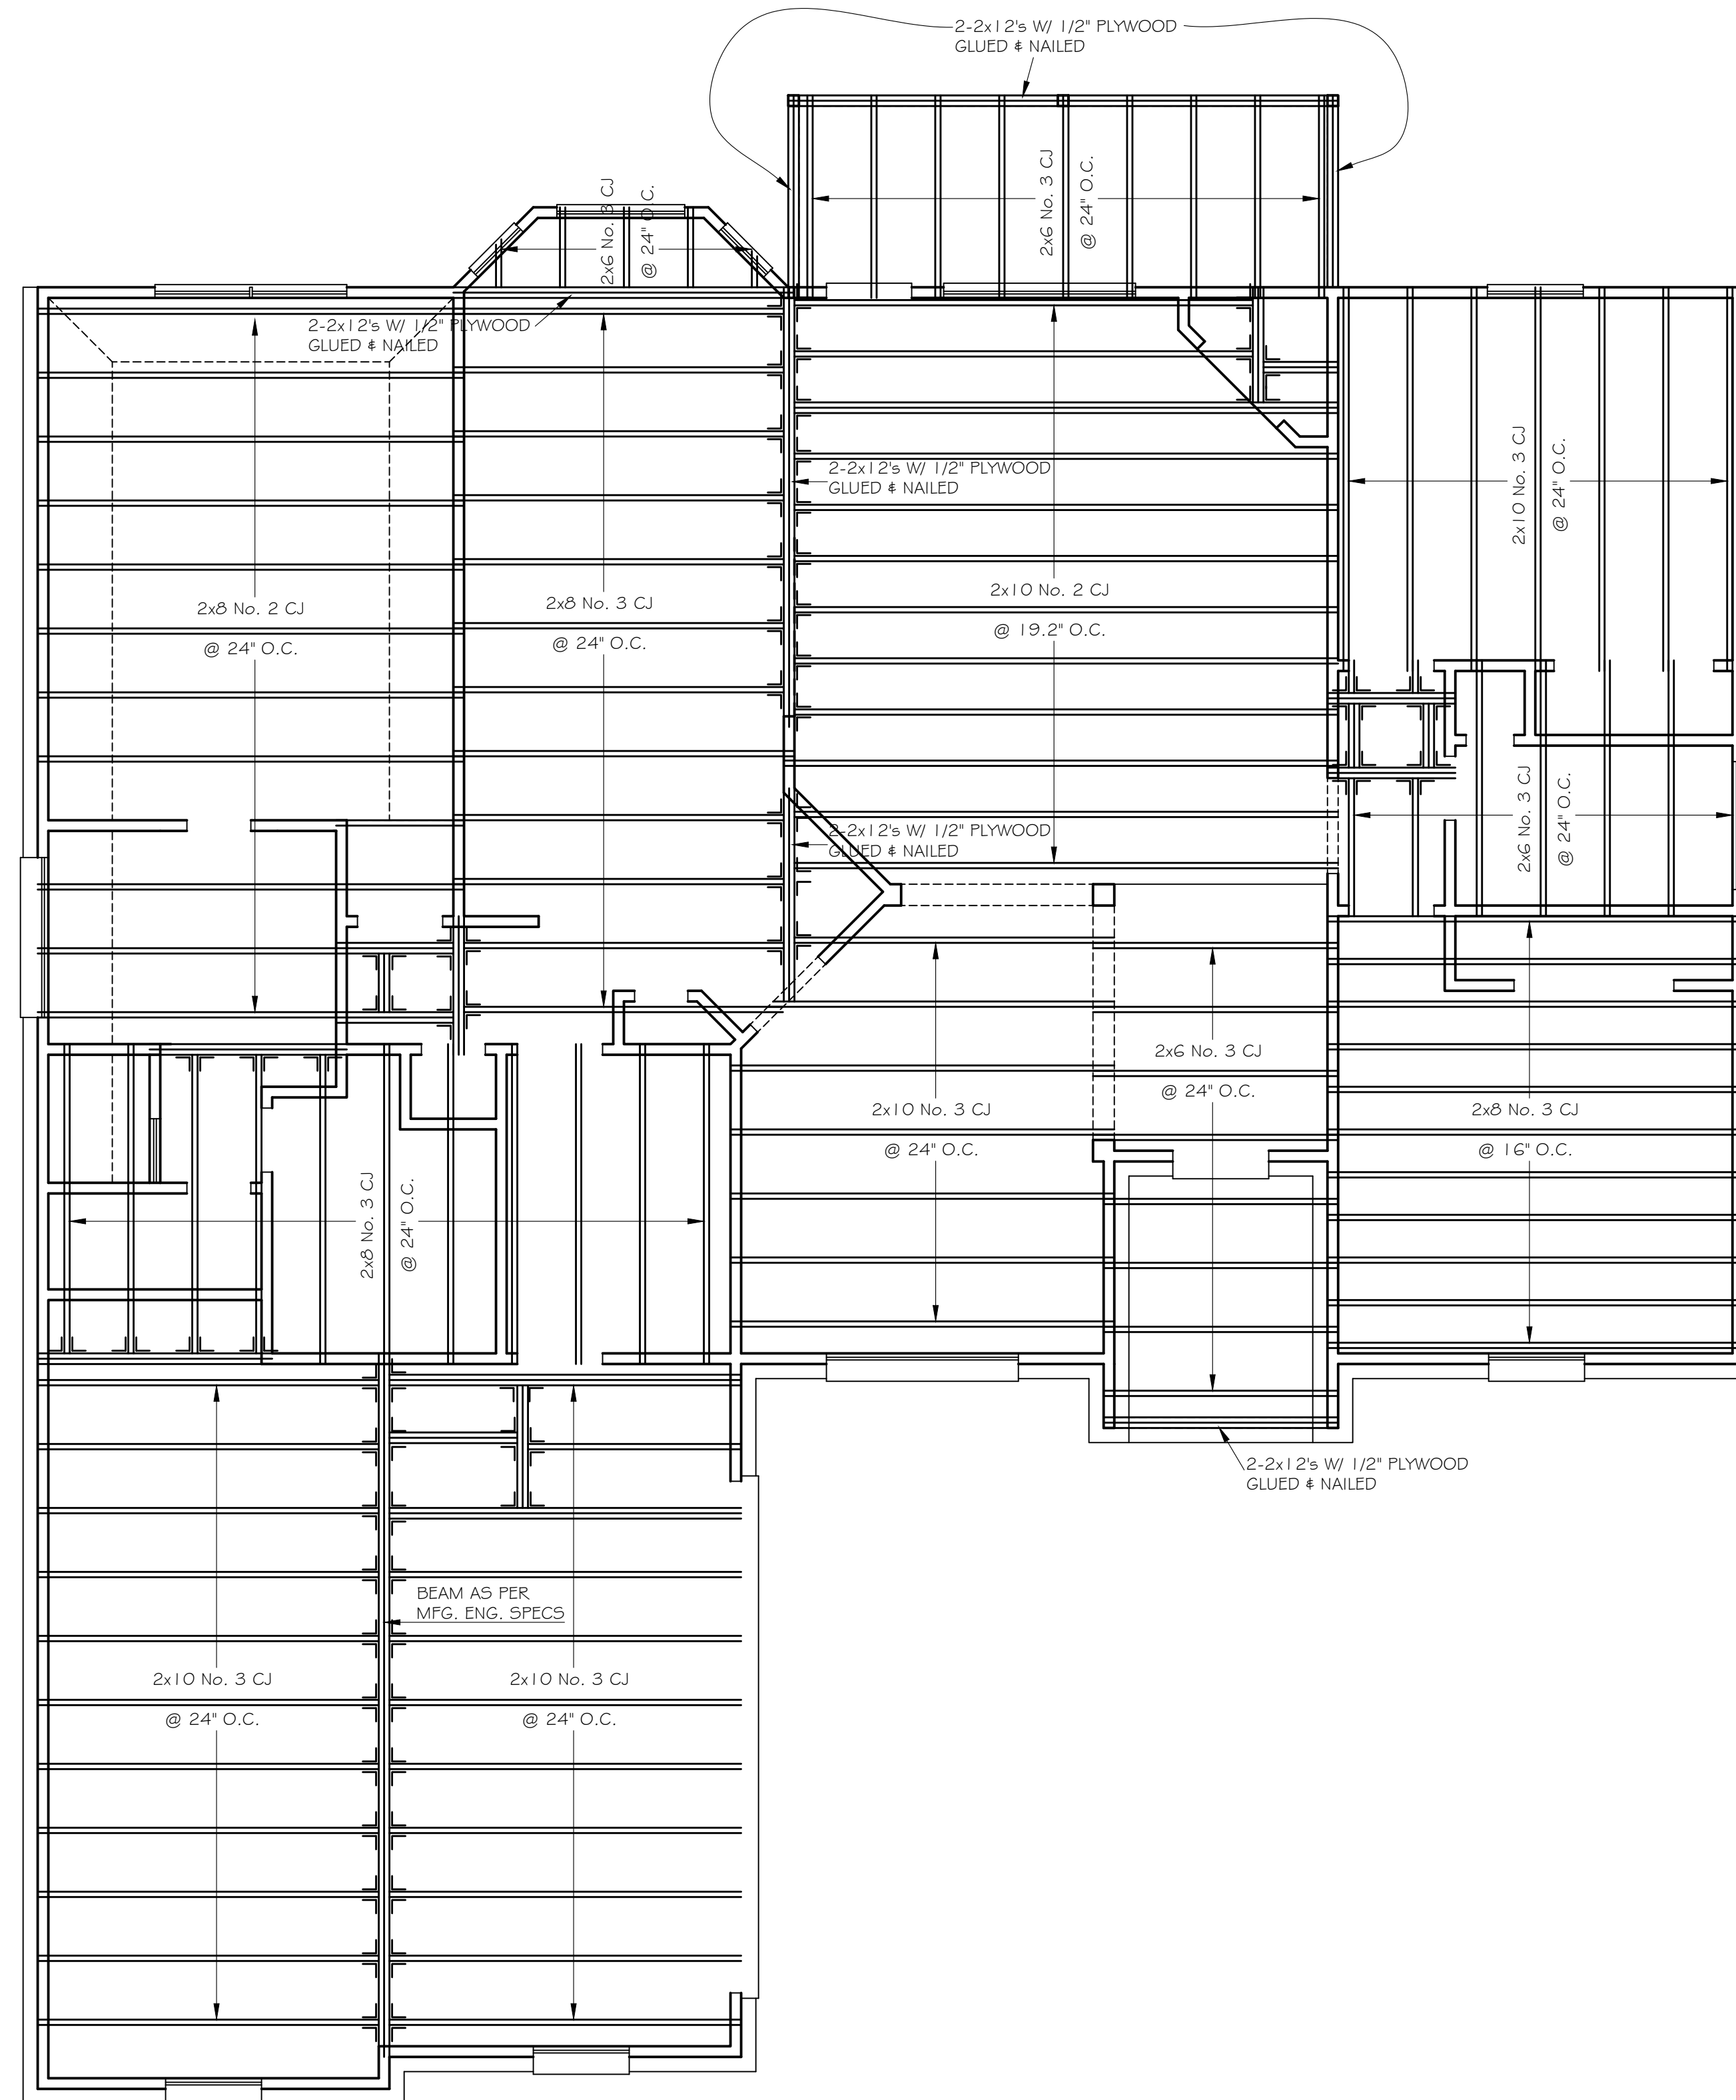 2-2x12's W/ 1/2" PLYWOOD
GLUED & NAILED
2x6 No. 3 CJ
@ 24" O.C.
2x6 No. 3 CJ
@ 24" O.C.
2-2x12's W/ 1/2" PLYWOOD
GLUED & NAILED
2-2x12's W/ 1/2" PLYWOOD
GLUED & NAILED
2x10 No. 3 CJ
@ 24" O.C.
2x8 No. 2 CJ
@ 24" O.C.
2x8 No. 3 CJ
@ 24" O.C.
2x10 No. 2 CJ
@ 19.2" O.C.
2-2x12's W/ 1/2" PLYWOOD
GLUED & NAILED
2x6 No. 3 CJ
@ 24" O.C.
2x6 No. 3 CJ
@ 24" O.C.
2x10 No. 3 CJ
@ 24" O.C.
2x8 No. 3 CJ
@ 16" O.C.
2x8 No. 3 CJ
@ 24" O.C.
2-2x12's W/ 1/2" PLYWOOD
GLUED & NAILED
BEAM AS PER
MFG. ENG. SPECS
2x10 No. 3 CJ
@ 24" O.C.
2x10 No. 3 CJ
@ 24" O.C.